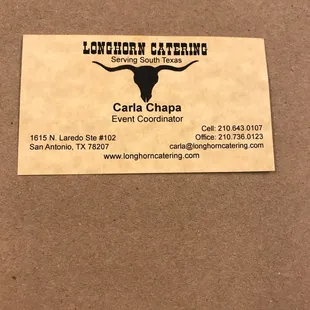 LONGHORN CATERING
Serving South Texas
Carla Chapa
Event Coordinator
1615 N. Laredo Ste #102
San Antonio, TX 78207
Cell: 210.643.0107
Office: 210.736.0123
carla@longhorncatering.com
www.longhorncatering.com